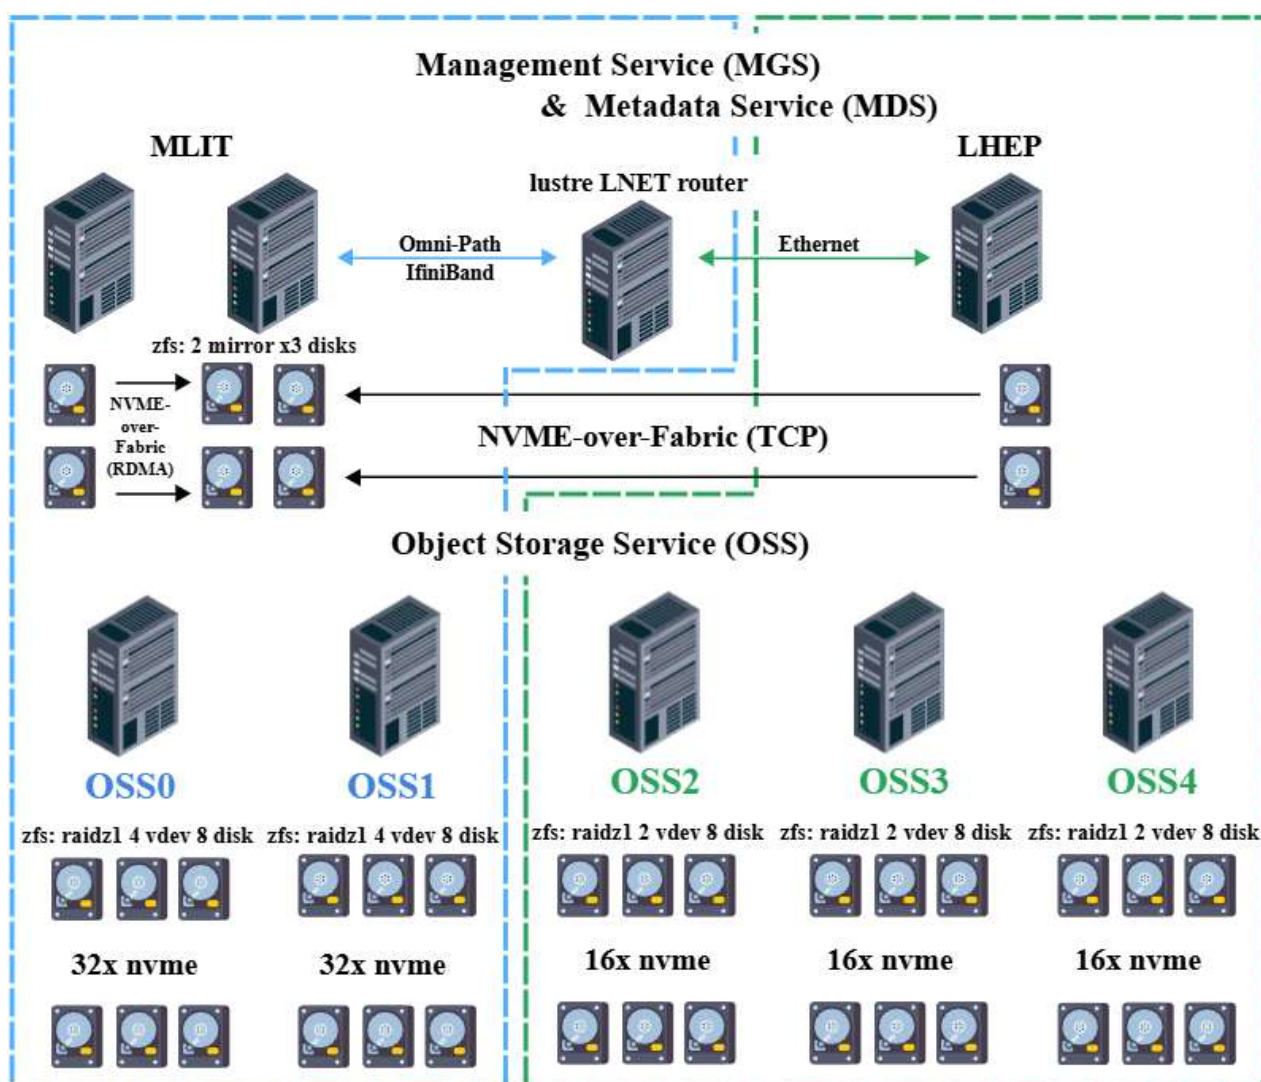 Management Service (MGS)
& Metadata Service (MDS)
MLIT
LHEP
lustre LNET router
Omni-Path
IfiniBand
Ethernet
zfs: 2 mirror x3 disks
NVME-
over-
Fabric
(RDMA)
NVME-over-Fabric (TCP)
Object Storage Service (OSS)
OSS0
OSS1
OSS2
OSS3
OSS4
zfs: raidz1 4 vdev 8 disk
zfs: raidz1 4 vdev 8 disk
zfs: raidz1 2 vdev 8 disk
zfs: raidz1 2 vdev 8 disk
zfs: raidz1 2 vdev 8 disk
32x nvme
32x nvme
16x nvme
16x nvme
16x nvme